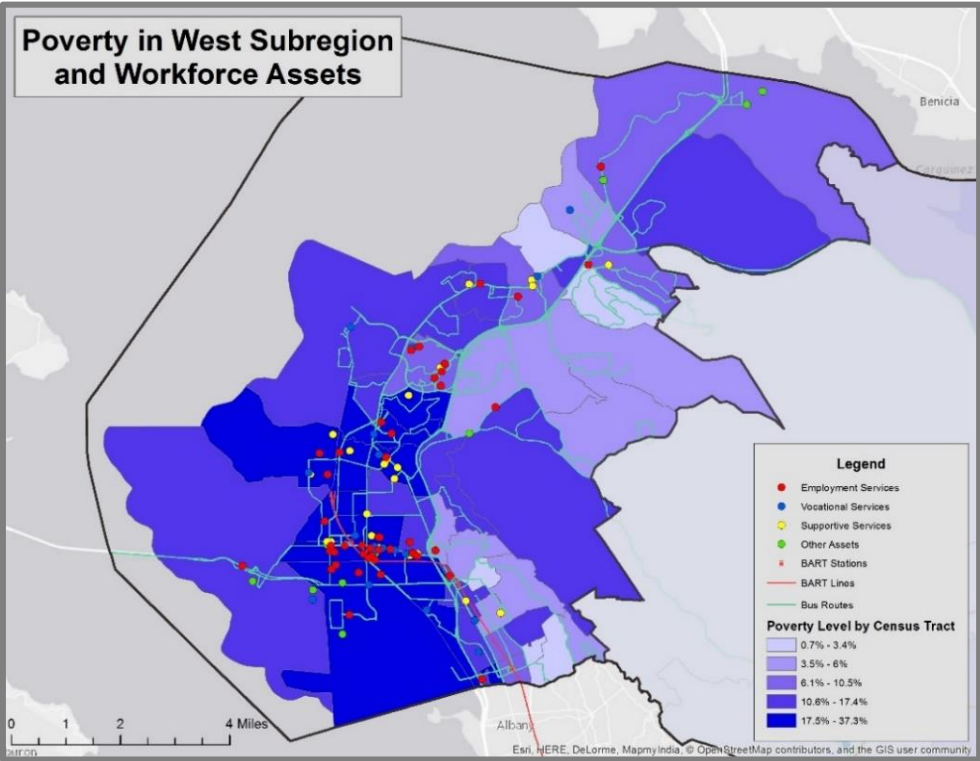 Poverty in West Subregion
and Workforce Assets
Benicia
Carquinez
Legend
Employment Services
Vocational Services
Supportive Services
Other Assets
BART Stations
BART Lines
Bus Routes
Poverty Level by Census Tract
0.7% - 3.4%
3.5% - 6%
6.1% - 10.5%
10.6% - 17.4%
17.5% - 37.3%
0 1 2 4 Miles
Albany
Esri, HERE, DeLorme, MapmyIndia, © OpenStreetMap contributors, and the GIS user community